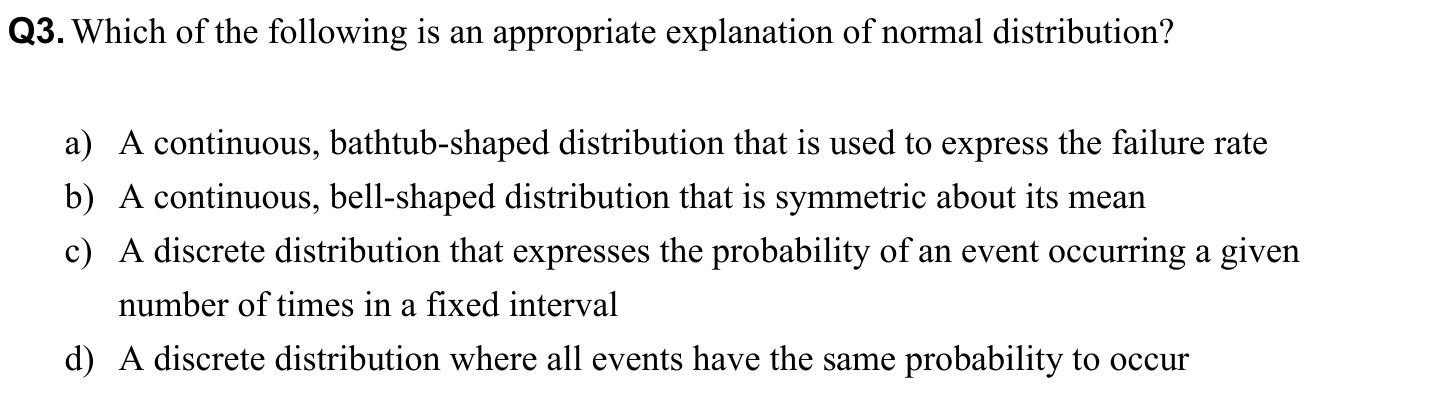 Q3. Which of the following is an appropriate explanation of normal distribution?
a) A continuous, bathtub-shaped distribution that is used to express the failure rate
b) A continuous, bell-shaped distribution that is symmetric about its mean
c) A discrete distribution that expresses the probability of an event occurring a given
number of times in a fixed interval
d) A discrete distribution where all events have the same probability to occur